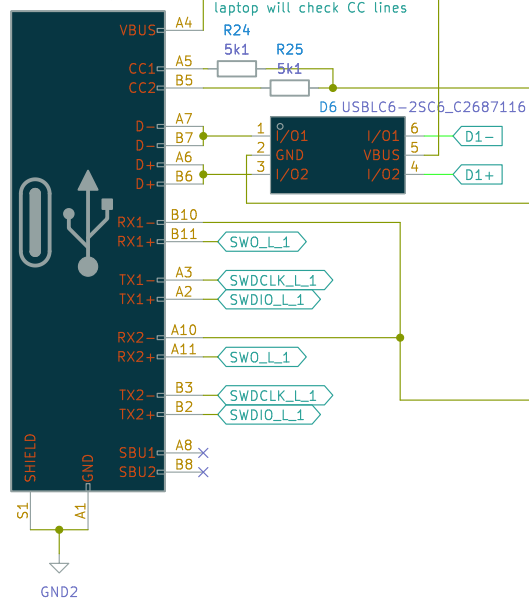 laptop will check CC lines
VBUS A4
R24
5k1
CC1 A5
R25
5k1
CC2 B5
D6 USBLC6-2SC6_C2687116
D- A7
D- B7
D+ A6
D+ B6
1 I/O1 I/O1 6 D1-
2 GND VBUS 5
3 I/O2 I/O2 4 D1+
RX1- B10
RX1+ B11 SWO_L_1
TX1- A3 SWDCLK_L_1
TX1+ A2 SWDIO_L_1
RX2- A10
RX2+ A11 SWO_L_1
TX2- B3 SWDCLK_L_1
TX2+ B2 SWDIO_L_1
SBU1 A8
SBU2 B8
SHIELD
GND
S1
A1
GND2